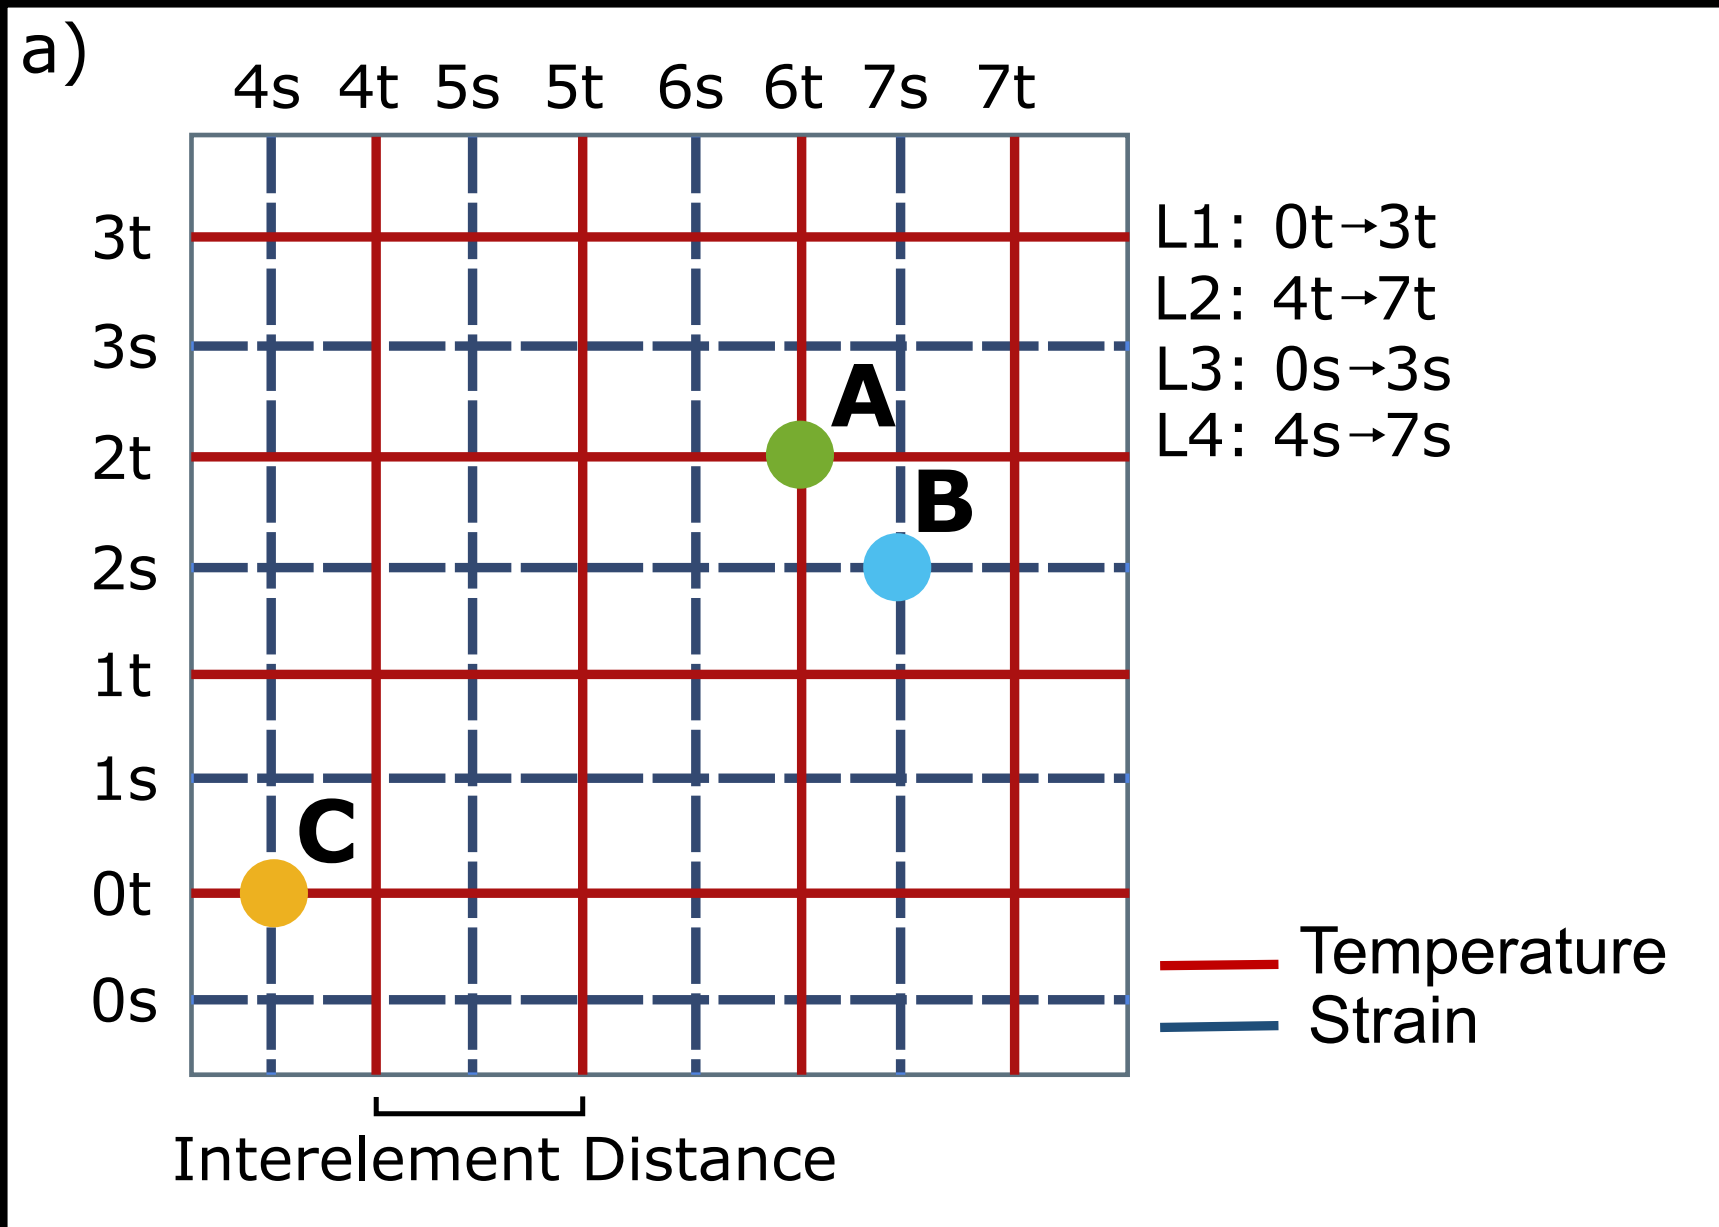 a)
4s 4t 5s 5t 6s 6t 7s 7t
3t
3s
2t
2s
1t
1s
0t
0s
A
B
C
L1: 0t→3t
L2: 4t→7t
L3: 0s→3s
L4: 4s→7s
Temperature
Strain
Interelement Distance